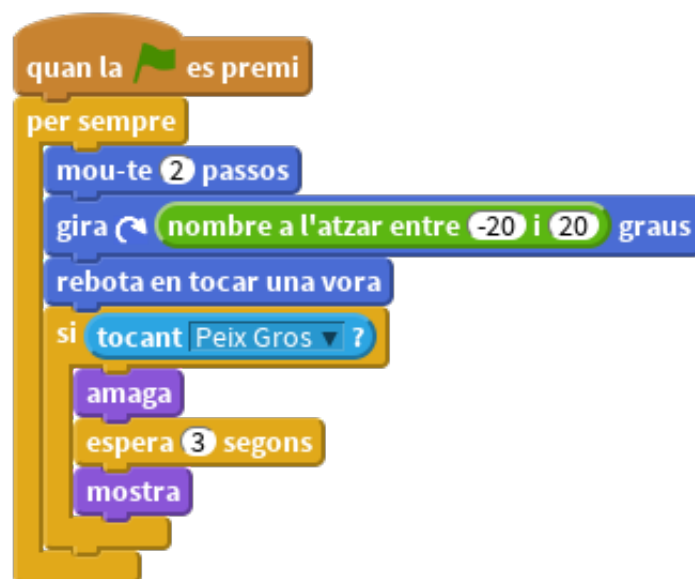 quan la es premi
per sempre
mou-te 2 passos
gira nombre a l'atzar entre -20 i 20 graus
rebota en tocar una vora
si tocant Peix Gros ?
amaga
espera 3 segons
mostra